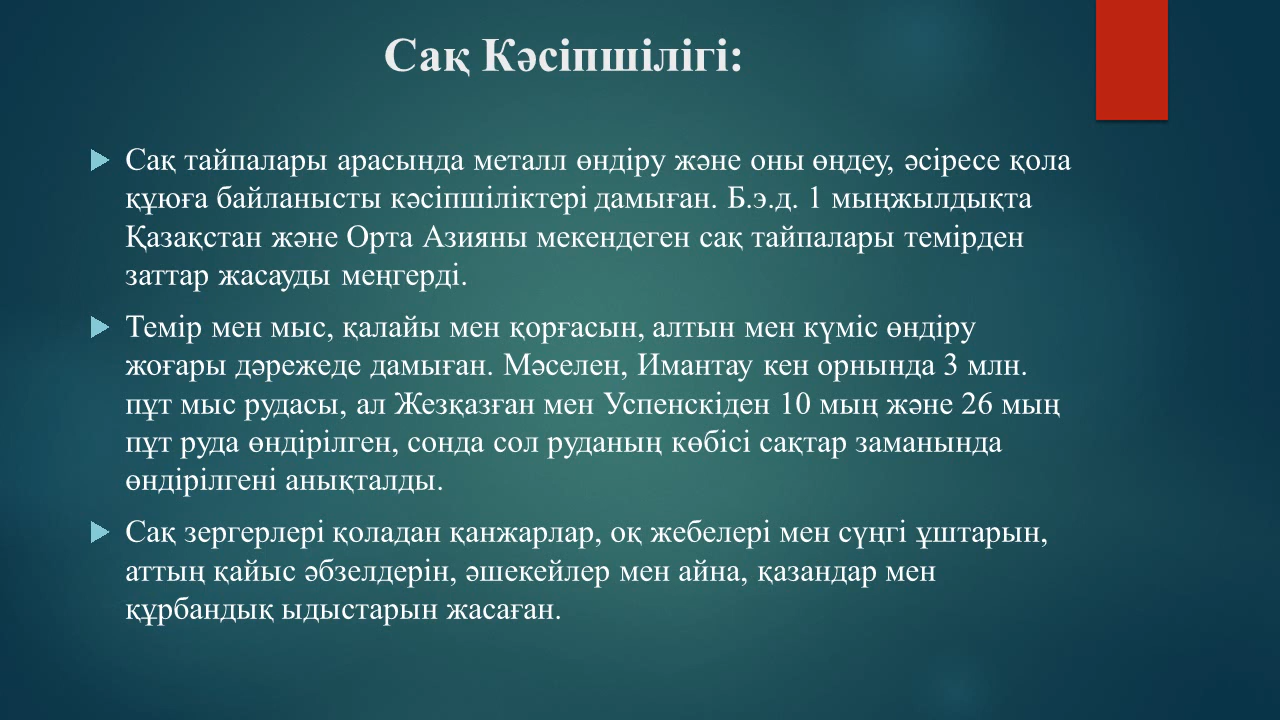 Сақ Кәсіпшілігі:
Сақ тайпалары арасында металл өндіру және оны өңдеу, әсіресе қола
құюға байланысты кәсіпшіліктері дамыған. Б.э.д. 1 мыңжылдықта
Қазақстан және Орта Азияны мекендеген сақ тайпалары темірден
заттар жасауды меңгерді.
Темір мен мыс, қалайы мен қорғасын, алтын мен күміс өндіру
жоғары дәрежеде дамыған. Мәселен, Имантау кен орнында 3 млн.
пұт мыс рудасы, ал Жезқазған мен Успенскіден 10 мың және 26 мың
пұт руда өндірілген, сонда сол руданың көбісі сақтар заманында
өндірілгені анықталды.
Сақ зергерлері қоладан қанжарлар, оқ жебелері мен сүңгі ұштарын,
аттың қайыс әбзелдерін, әшекейлер мен айна, қазандар мен
құрбандық ыдыстарын жасаған.